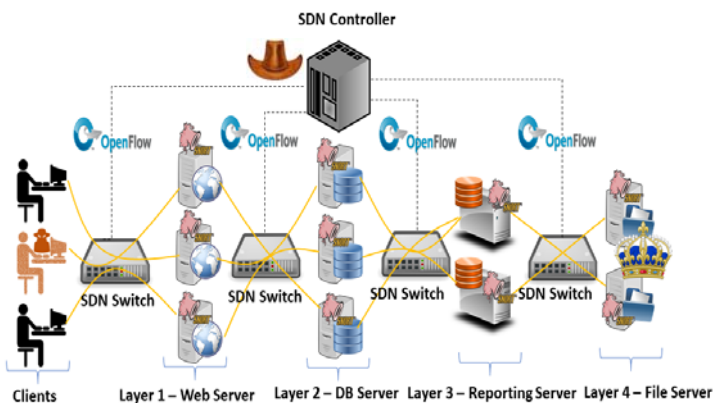 SDN Controller
OpenFlow
OpenFlow
OpenFlow
OpenFlow
SDN Switch
SDN Switch
SDN Switch
SDN Switch
Clients
Layer 1 – Web Server
Layer 2 – DB Server
Layer 3 – Reporting Server
Layer 4 – File Server